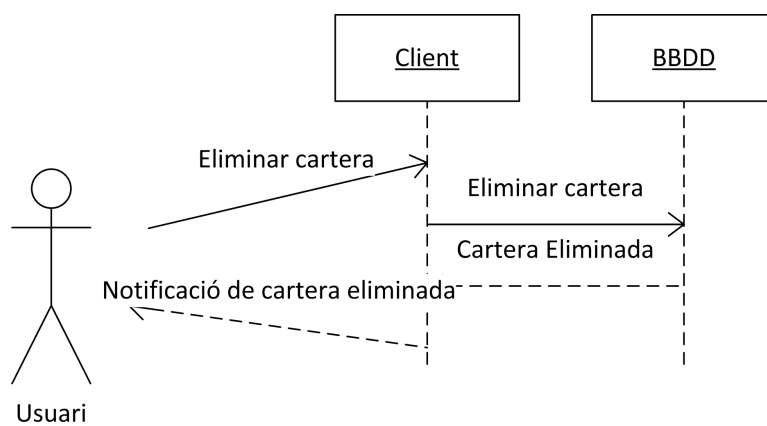 Client
BBDD
Eliminar cartera
Eliminar cartera
Cartera Eliminada
Notificació de cartera eliminada
Usuari